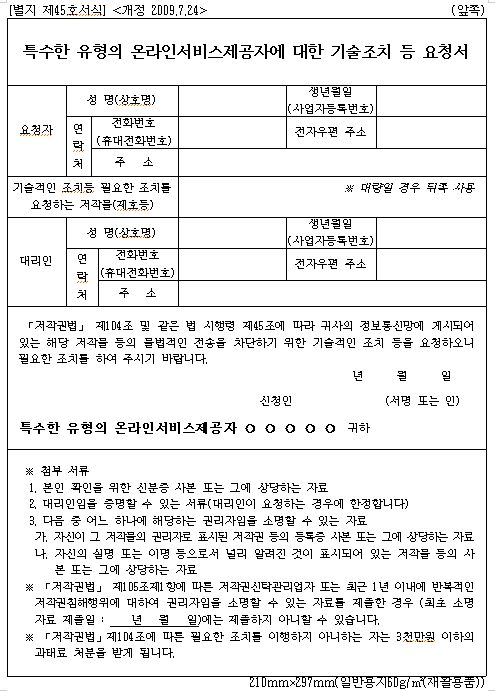 [별지 제45호서식] <개정 2009.7.24> (앞쪽)
특수한 유형의 온라인서비스제공자에 대한 기술조치 등 요청서
요청자
성 명(상호명)
생년월일
(사업자등록번호)
연락처
전화번호
(휴대전화번호)
전자우편 주소
주 소
기술적인 조치등 필요한 조치를
요청하는 저작물(제호등)
※ 대량일 경우 뒤쪽 사용
대리인
성 명(상호명)
생년월일
(사업자등록번호)
연락처
전화번호
(휴대전화번호)
전자우편 주소
주 소
「저작권법」 제104조 및 같은 법 시행령 제45조에 따라 귀사의 정보통신망에 게시되어
있는 해당 저작물 등의 불법적인 전송을 차단하기 위한 기술적인 조치 등을 요청하오니
필요한 조치를 하여 주시기 바랍니다.
년 월 일
신청인 (서명 또는 인)
특수한 유형의 온라인서비스제공자 ㅇ ㅇ ㅇ ㅇ ㅇ 귀하
※ 첨부 서류
1. 본인 확인을 위한 신분증 사본 또는 그에 상당하는 자료
2. 대리인임을 증명할 수 있는 서류(대리인이 요청하는 경우에 한정합니다)
3. 다음 중 어느 하나에 해당하는 권리자임을 소명할 수 있는 자료
가. 자신이 그 저작물의 권리자로 표시된 저작권 등의 등록증 사본 또는 그에 상당하는 자료
나. 자신의 실명 또는 이명 등으로서 널리 알려진 것이 표시되어 있는 저작물 등의 사
본 또는 그에 상당하는 자료
※ 「저작권법」 제105조제1항에 따른 저작권신탁관리업자 또는 최근 1년 이내에 반복적인
저작권침해행위에 대하여 권리자임을 소명할 수 있는 자료를 제출한 경우 (최초 소명
자료 제출일 : 년 월 일)에는 제출하지 아니할 수 있습니다.
※ 「저작권법」제104조에 따른 필요한 조치를 이행하지 아니하는 자는 3천만원 이하의
과태료 처분을 받게 됩니다.
210mm×297mm(일반용지60g/㎡(재활용품))